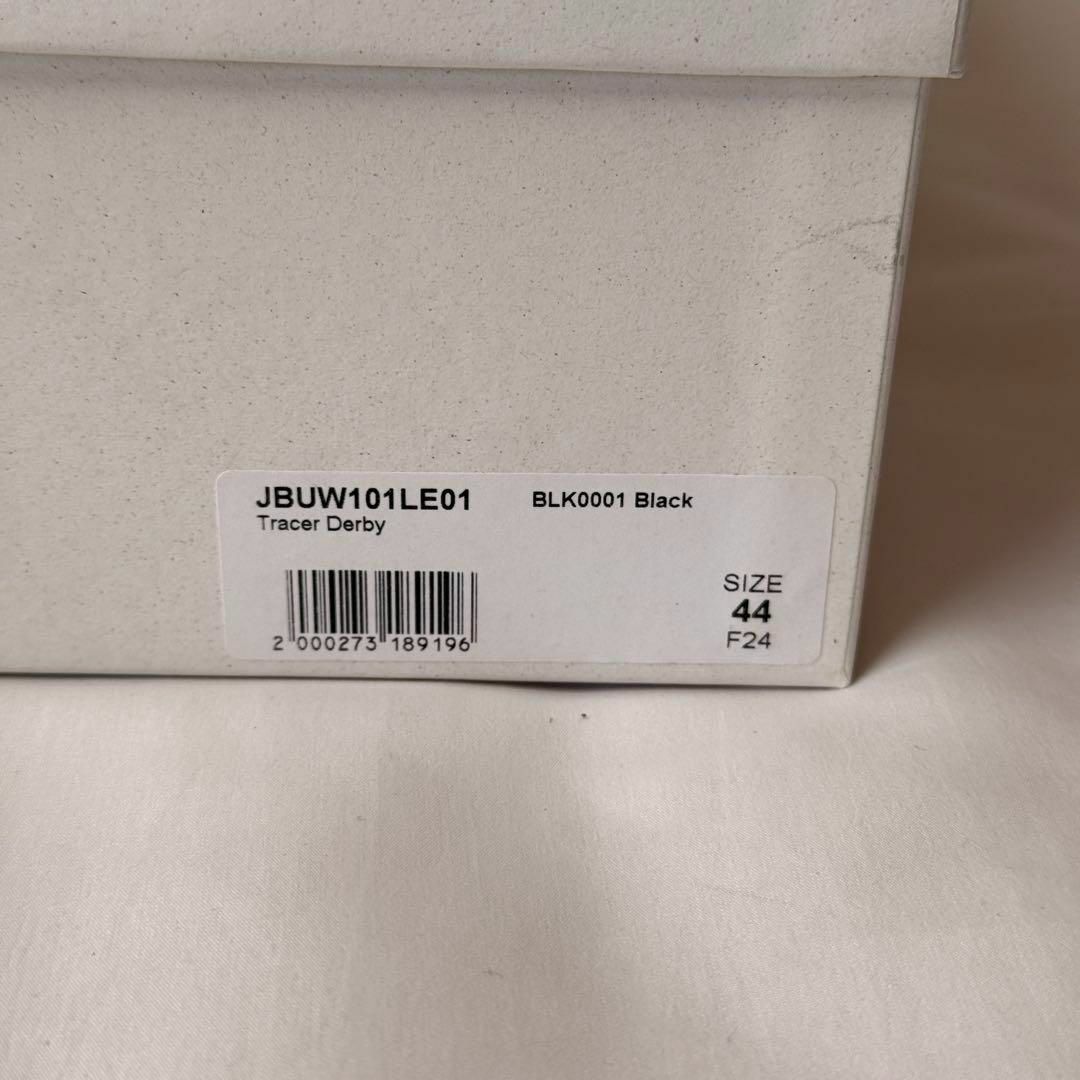 JBUW101LE01 BLK0001 Black
Tracer Derby
SIZE
44
F24
2 000273 189196